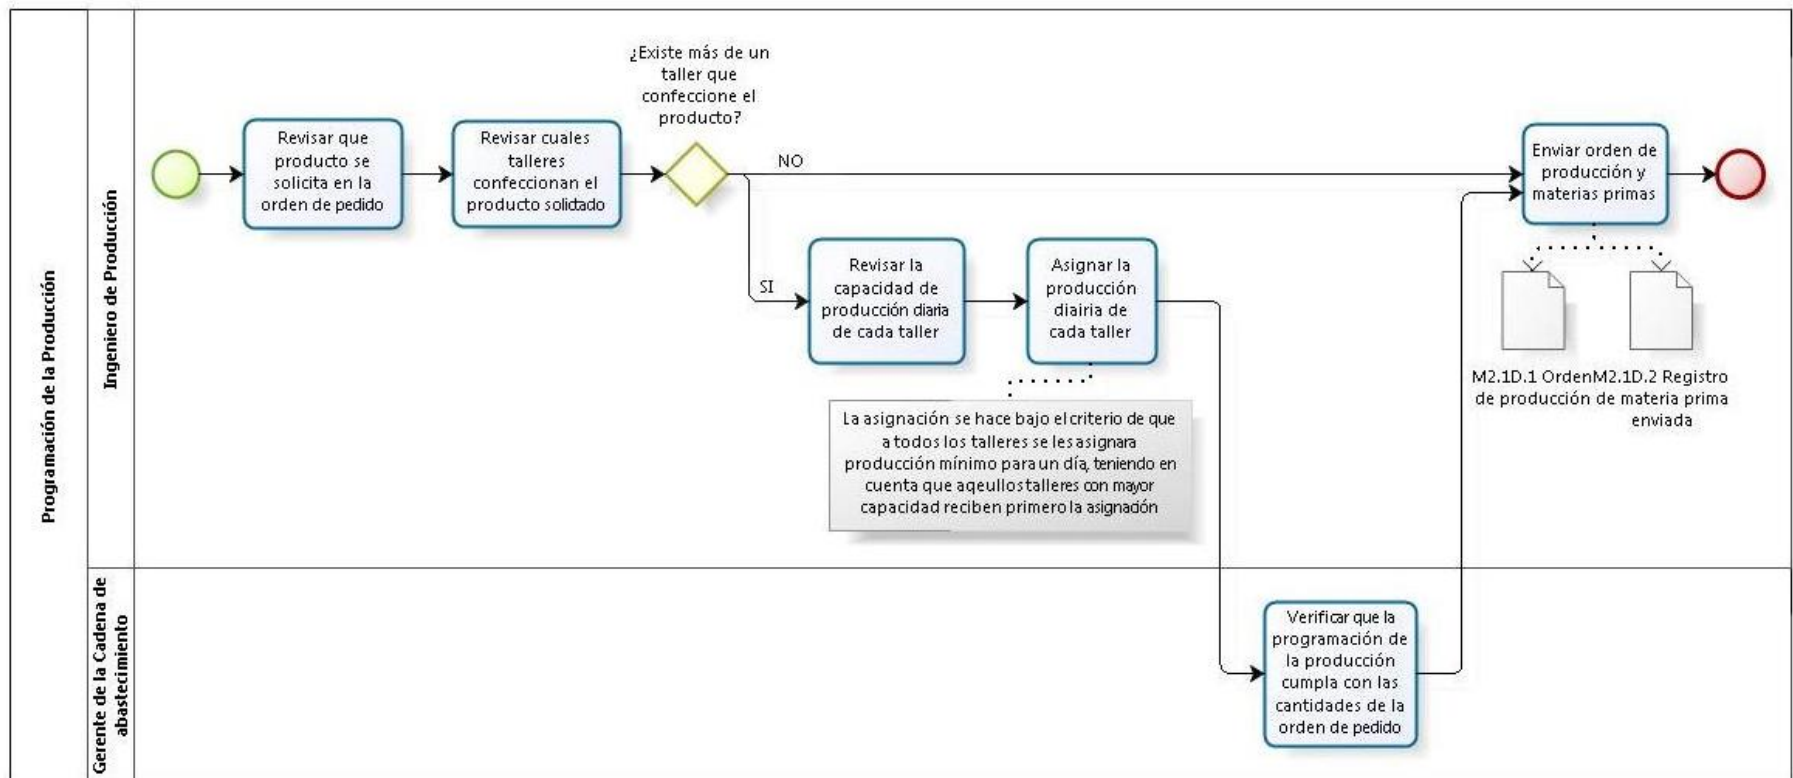 Programación de la Producción
Ingeniero de Producción
Revisar que
producto se
solicita en la
orden de pedido
Revisar cuales
talleres
confeccionan el
producto solicitado
¿Existe más de un
taller que
confeccione el
producto?
NO
SI
Revisar la
capacidad de
producción diaria
de cada taller
Asignar la
producción
diairia de
cada taller
La asignación se hace bajo el criterio de que
a todos los talleres se les asignara
producción mínimo para un día, teniendo en
cuenta que aqeullos talleres con mayor
capacidad reciben primero la asignación
Enviar orden de
producción y
materias primas
M2.1D.1 Orden
de producción
M2.1D.2 Registro
de materia prima
enviada
Gerente de la Cadena de
abastecimiento
Verificar que la
programación de
la producción
cumpla con las
cantidades de la
orden de pedido